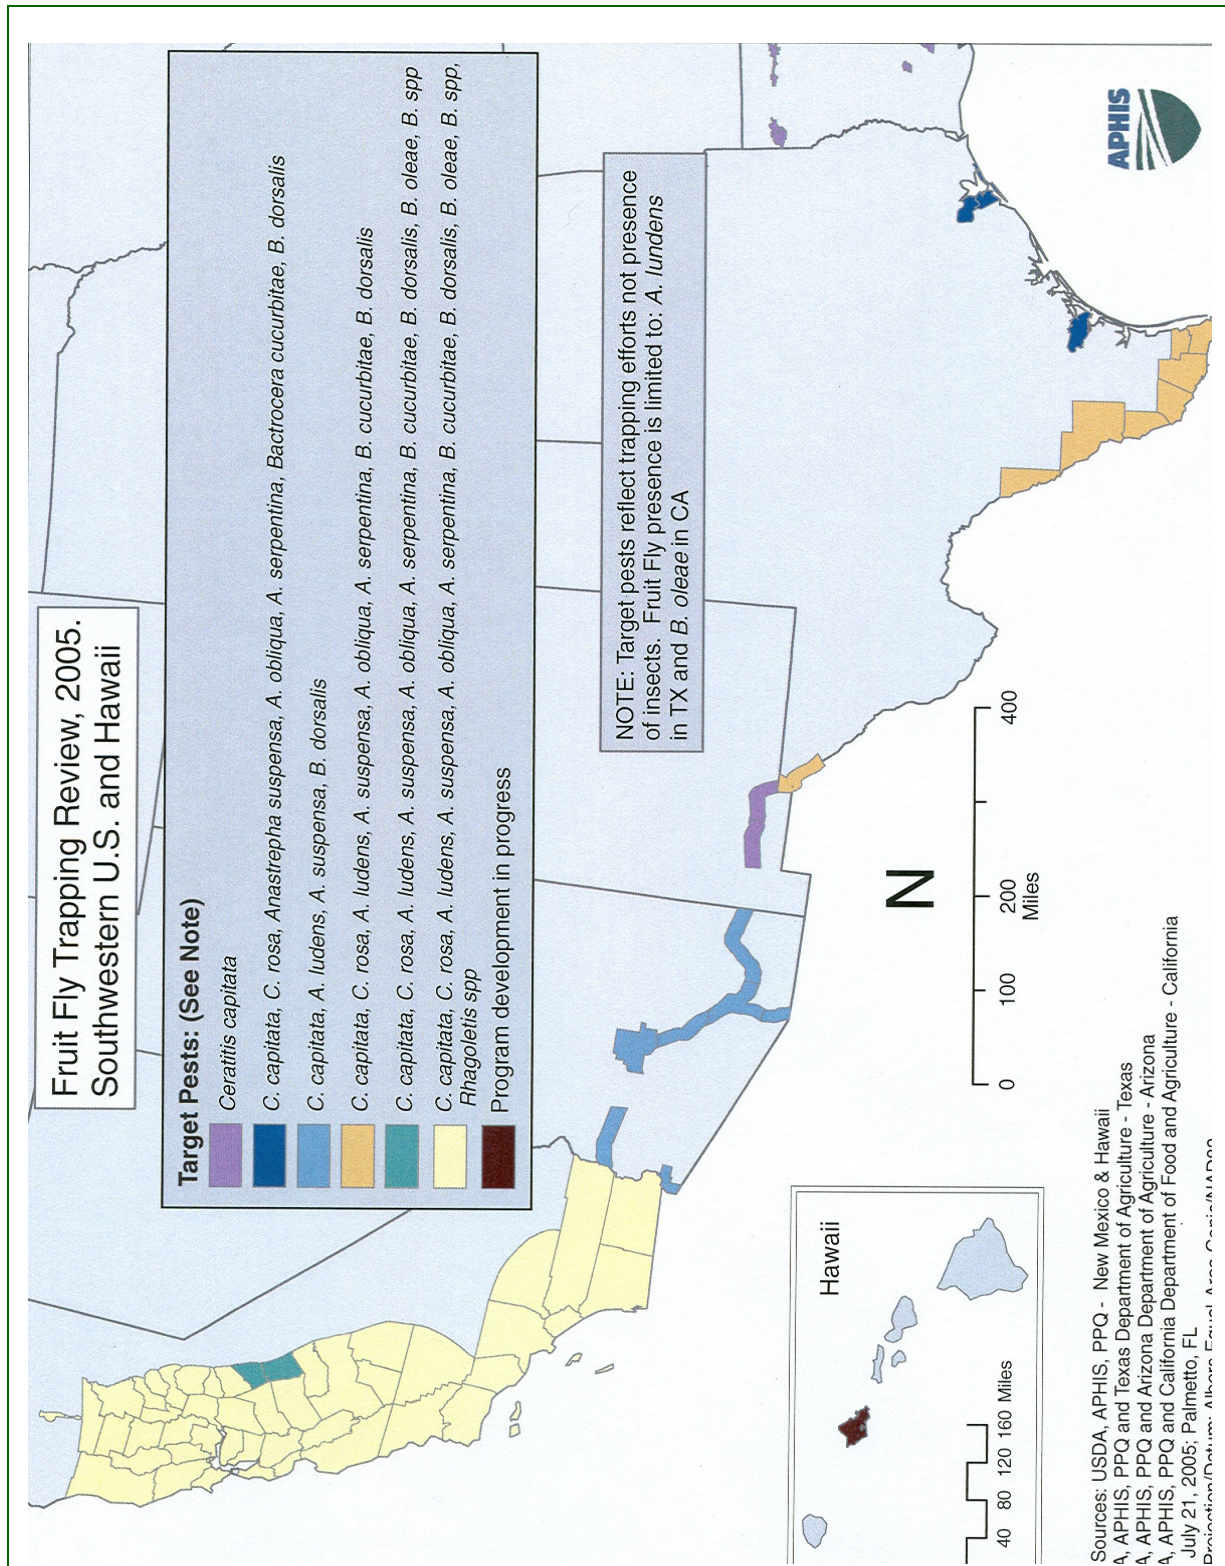 Fruit Fly Trapping Review, 2005.
Southwestern U.S. and Hawaii
Target Pests: (See Note)
Ceratitis capitata
C. capitata, C. rosa, Anastrepha suspensa, A. obliqua, A. serpentina, Bactrocera cucurbitae, B. dorsalis
C. capitata, A. ludens, A. suspensa, B. dorsalis
C. capitata, C. rosa, A. ludens, A. suspensa, A. obliqua, A. serpentina, B. cucurbitae, B. dorsalis
C. capitata, C. rosa, A. ludens, A. suspensa, A. obliqua, A. serpentina, B. cucurbitae, B. dorsalis, B. oleae, B. spp
C. capitata, C. rosa, A. ludens, A. suspensa, A. obliqua, A. serpentina, B. cucurbitae, B. dorsalis, B. oleae, B. spp,
Rhagoletis spp
Program development in progress
NOTE: Target pests reflect trapping efforts not presence
of insects. Fruit Fly presence is limited to: A. lundens
in TX and B. oleae in CA
APHIS
N
0 100 200 400
Miles
Hawaii
40 80 120 160 Miles
Sources: USDA, APHIS, PPQ - New Mexico & Hawaii
A, APHIS, PPQ and Texas Department of Agriculture - Texas
A, APHIS, PPQ and Arizona Department of Agriculture - Arizona
A, APHIS, PPQ and California Department of Food and Agriculture - California
July 21, 2005; Palmetto, FL